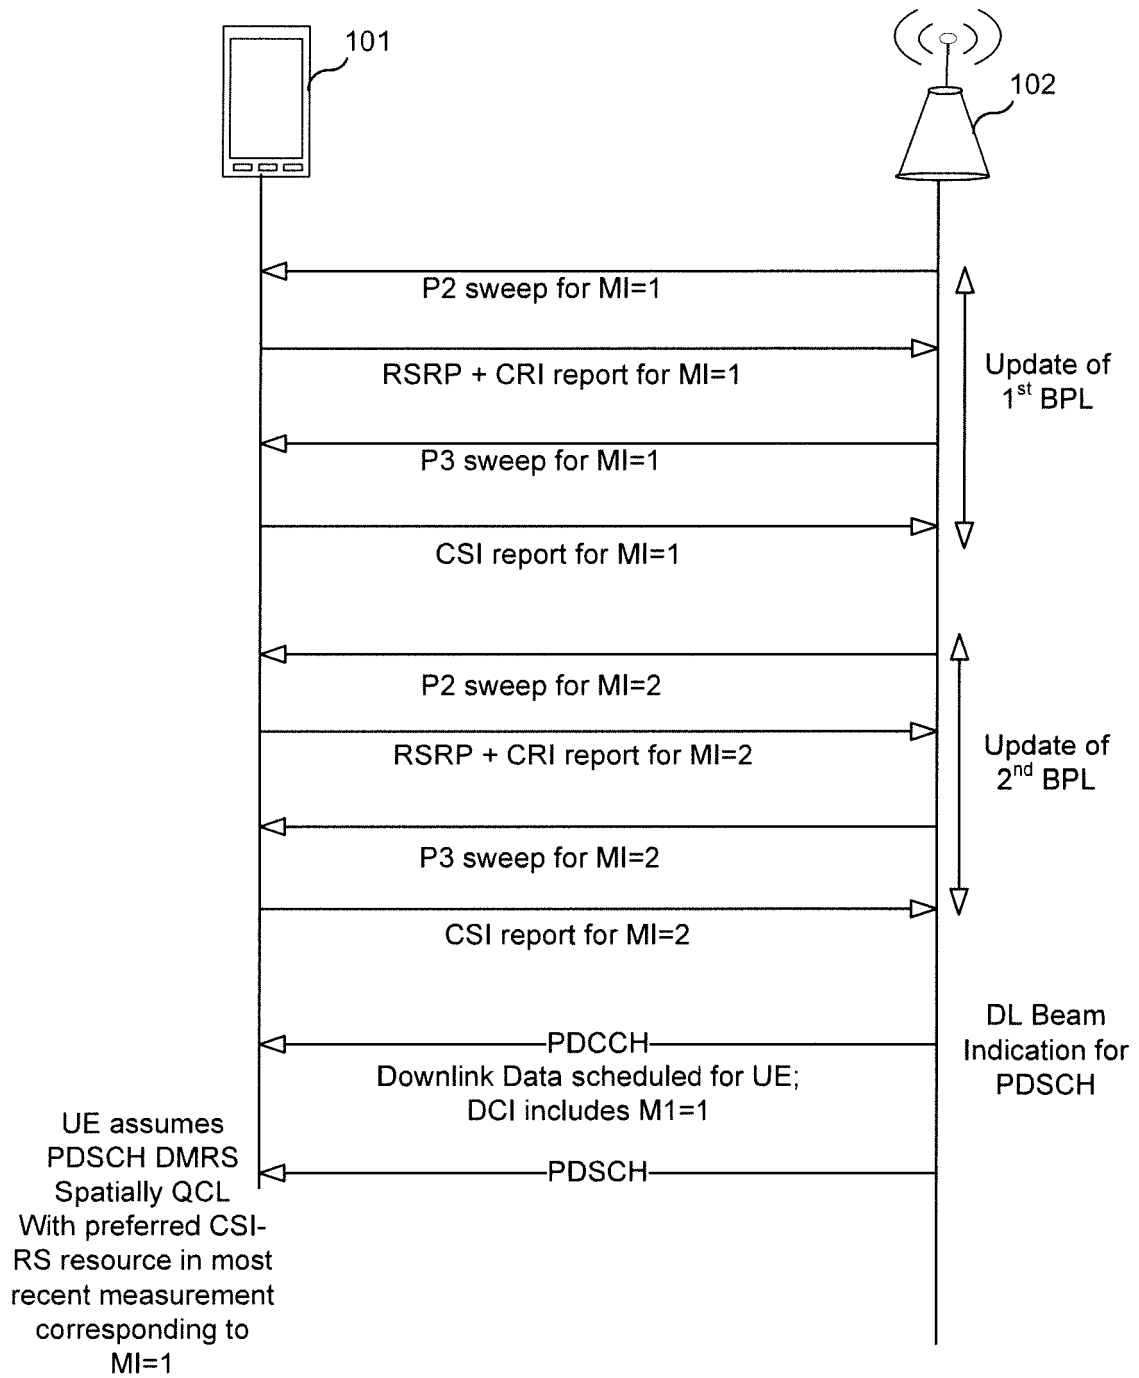 101
102
P2 sweep for MI=1
RSRP + CRI report for MI=1
Update of
1st BPL
P3 sweep for MI=1
CSI report for MI=1
P2 sweep for MI=2
RSRP + CRI report for MI=2
Update of
2nd BPL
P3 sweep for MI=2
CSI report for MI=2
PDCCH
Downlink Data scheduled for UE;
DCI includes M1=1
DL Beam
Indication for
PDSCH
PDSCH
UE assumes
PDSCH DMRS
Spatially QCL
With preferred CSI-
RS resource in most
recent measurement
corresponding to
MI=1